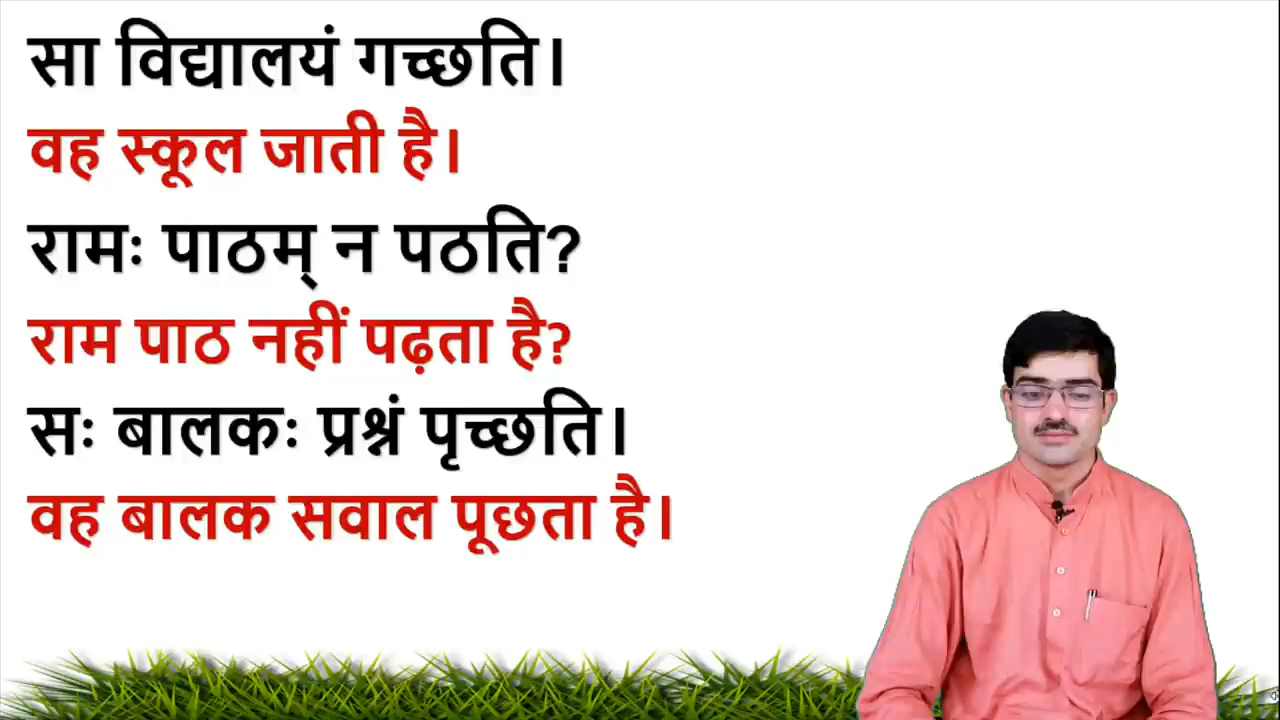 सा विद्यालयं गच्छति।
वह स्कूल जाती है।
रामः पाठम् न पठति?
राम पाठ नहीं पढ़ता है?
सः बालकः प्रश्नं पृच्छति।
वह बालक सवाल पूछता है।